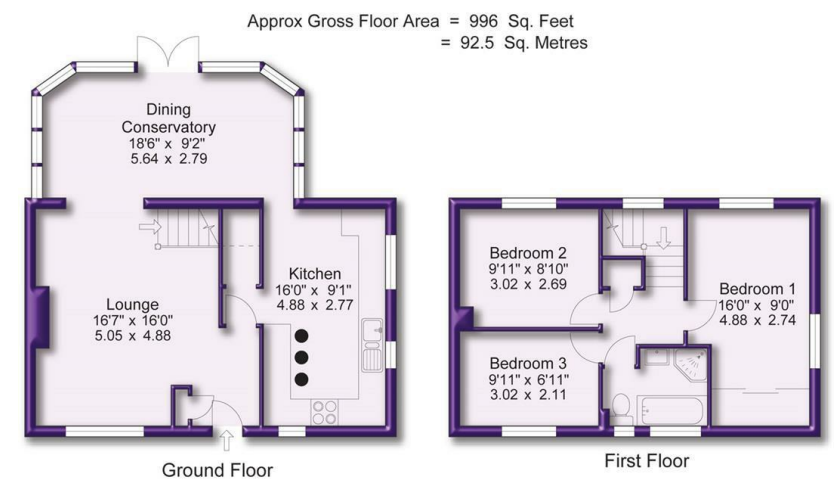 Approx Gross Floor Area = 996 Sq. Feet
= 92.5 Sq. Metres
Dining
Conservatory
18'6" x 9'2"
5.64 x 2.79
Lounge
16'7" x 16'0"
5.05 x 4.88
Kitchen
16'0" x 9'1"
4.88 x 2.77
Ground Floor
Bedroom 2
9'11" x 8'10"
3.02 x 2.69
Bedroom 1
16'0" x 9'0"
4.88 x 2.74
Bedroom 3
9'11" x 6'11"
3.02 x 2.11
First Floor